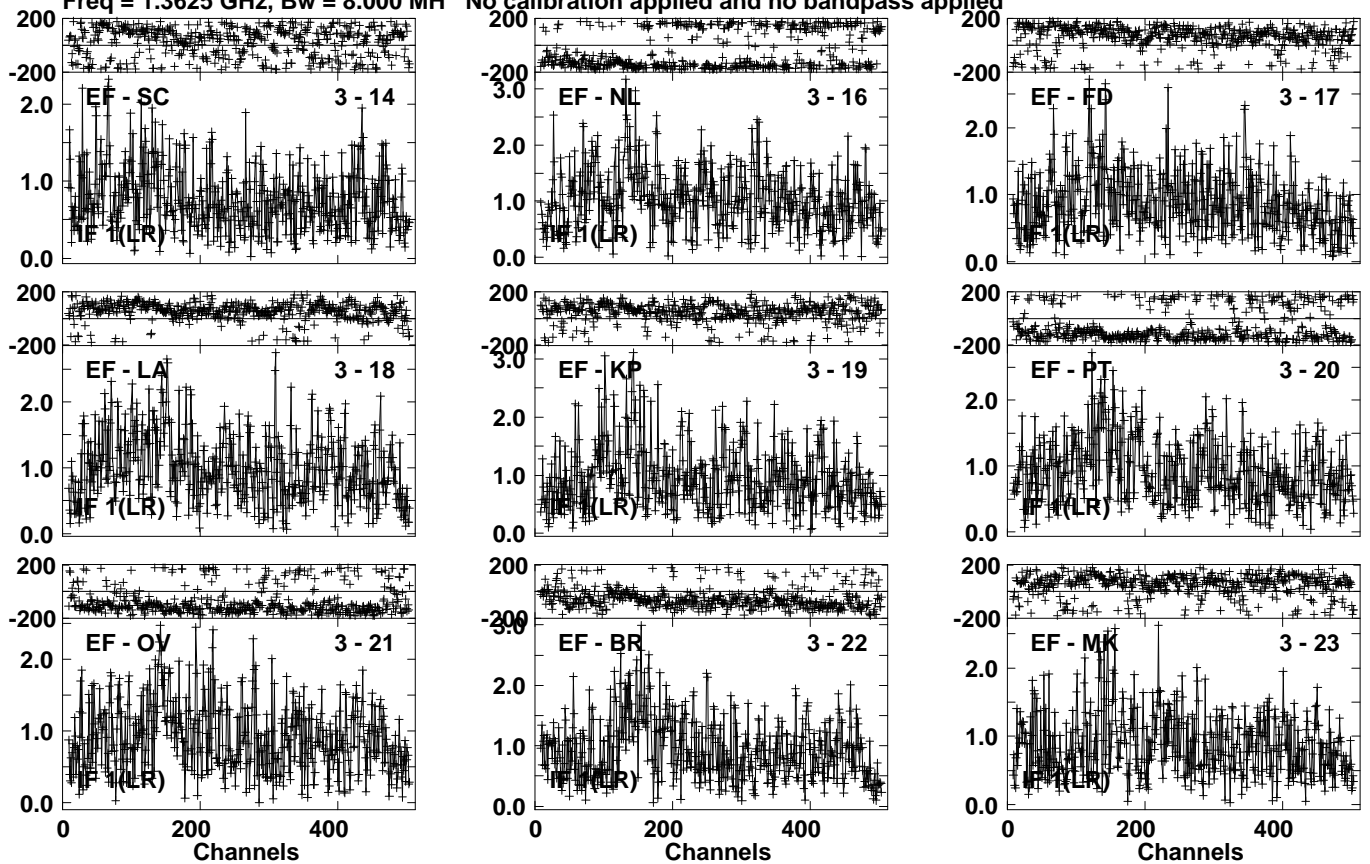 Freq = 1.3625 GHz, Bw = 8.000 MH No calibration applied and no bandpass applied
200 200 200
-200 -200 -200
EF - SC 3 - 14 EF - NL 3 - 16 EF - FD 3 - 17
2.0 3.0 2.0
2.0
1.0 1.0 1.0
IF 1(LR) IF 1(LR) IF 1(LR)
0.0 0.0 0.0
200 200 200
-200 -200 -200
EF - LA 3 - 18 EF - KP 3 - 19 EF - PT 3 - 20
2.0 3.0 2.0
2.0
1.0 1.0 1.0
IF 1(LR) IF 1(LR) IF 1(LR)
0.0 0.0 0.0
200 200 200
-200 -200 -200
3.0
EF - OV 3 - 21 EF - BR 3 - 22 EF - MK 3 - 23
2.0 2.0 2.0
1.0 1.0 1.0
IF 1(LR) IF 1(LR) IF 1(LR)
0.0 0.0 0.0
0 200 400 0 200 400 0 200 400
Channels Channels Channels